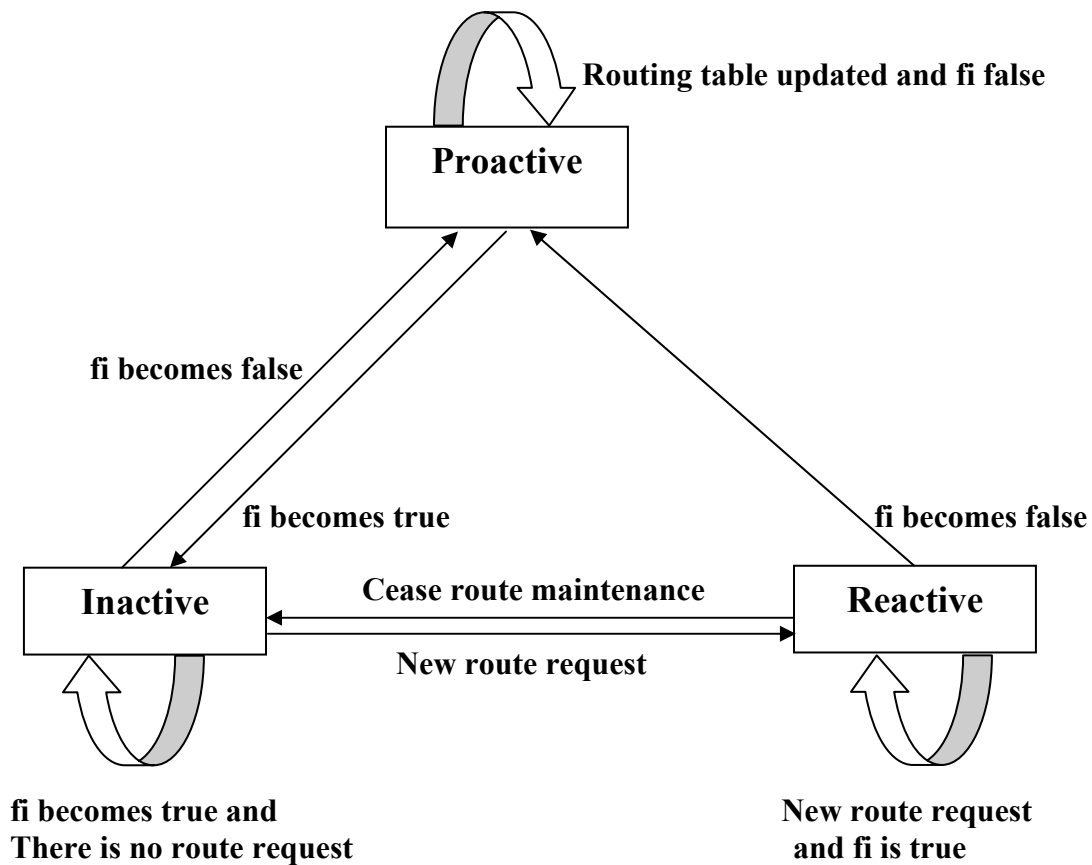 Routing table updated and fi false
Proactive
fi becomes false
fi becomes true
fi becomes false
Inactive
Cease route maintenance
Reactive
New route request
fi becomes true and
There is no route request
New route request
and fi is true